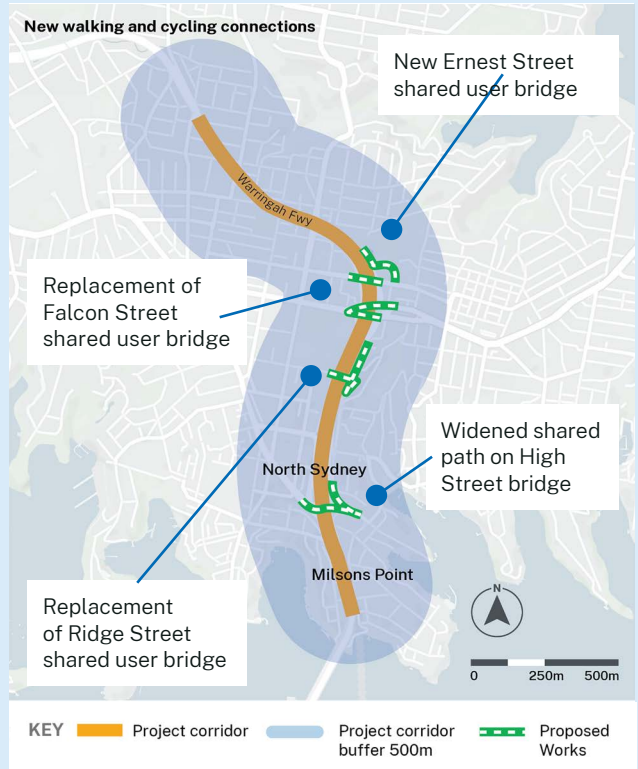 New walking and cycling connections
New Ernest Street
shared user bridge
Warringah Fwy
Replacement of
Falcon Street
shared user bridge
Widened shared
path on High
Street bridge
North Sydney
Milsons Point
Replacement
of Ridge Street
shared user bridge
N
0 250m 500m
KEY Project corridor
Project corridor
buffer 500m
Proposed
Works